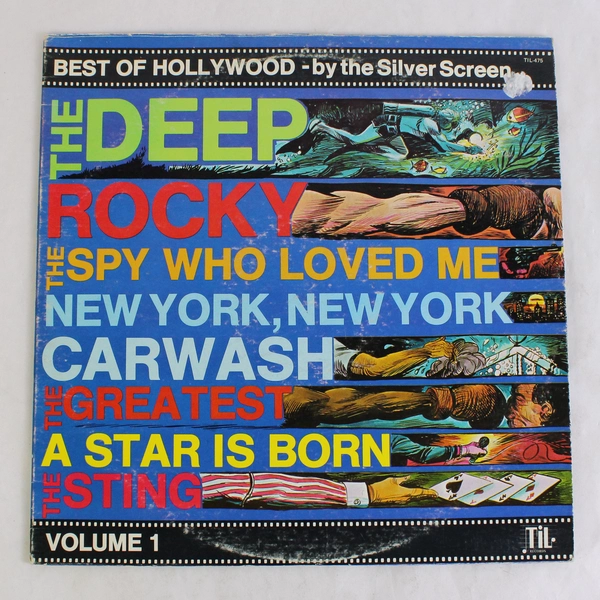 TIL-475
BEST OF HOLLYWOOD - by the Silver Screen
THE DEEP
ROCKY
THE SPY WHO LOVED ME
NEW YORK, NEW YORK
CARWASH
THE GREATEST
A STAR IS BORN
THE STING
VOLUME 1
TiL